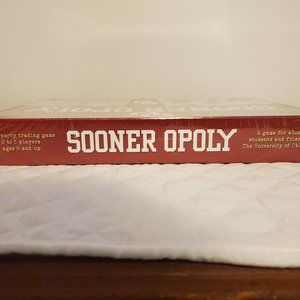 perty trading game
2 to 5 players
ages 8 and up
SOONER OPOLY
A game for alu
students and frie
The University of Ok